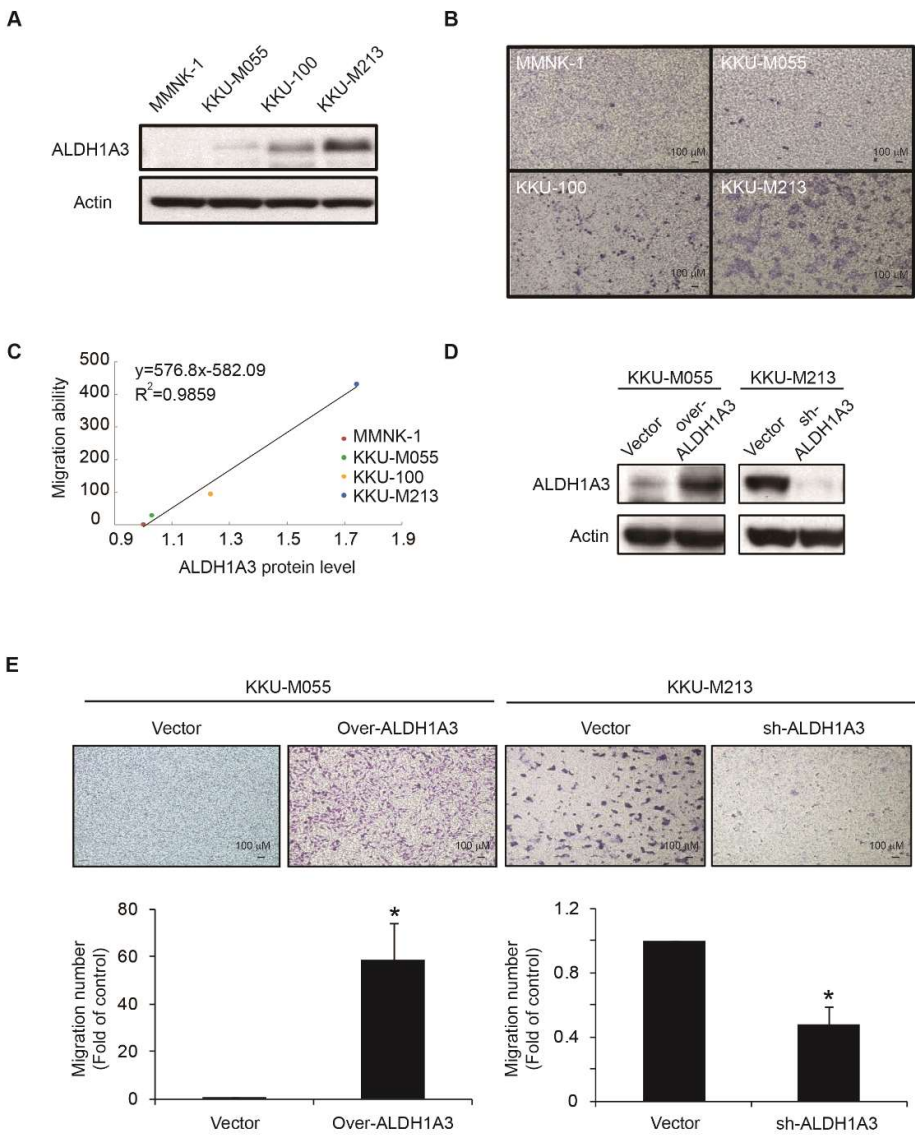 A
MMNK-1
KKU-M055
KKU-100
KKU-M213
ALDH1A3
Actin
B
MMNK-1
KKU-M055
100 µM
100 µM
KKU-100
KKU-M213
100 µM
100 µM
C
Migration ability
500
400
300
200
100
0
y=576.8x-582.09
R²=0.9859
MMNK-1
KKU-M055
KKU-100
KKU-M213
0.9 1.1 1.3 1.5 1.7 1.9
ALDH1A3 protein level
D
KKU-M055 KKU-M213
Vector
over-
ALDH1A3
Vector
sh-
ALDH1A3
ALDH1A3
Actin
E
KKU-M055 KKU-M213
Vector Over-ALDH1A3 Vector sh-ALDH1A3
100 µM 100 µM 100 µM 100 µM
Migration number
(Fold of control)
80
60
40
20
0
*
Vector Over-ALDH1A3
Migration number
(Fold of control)
1.2
0.8
0.4
0
*
Vector sh-ALDH1A3